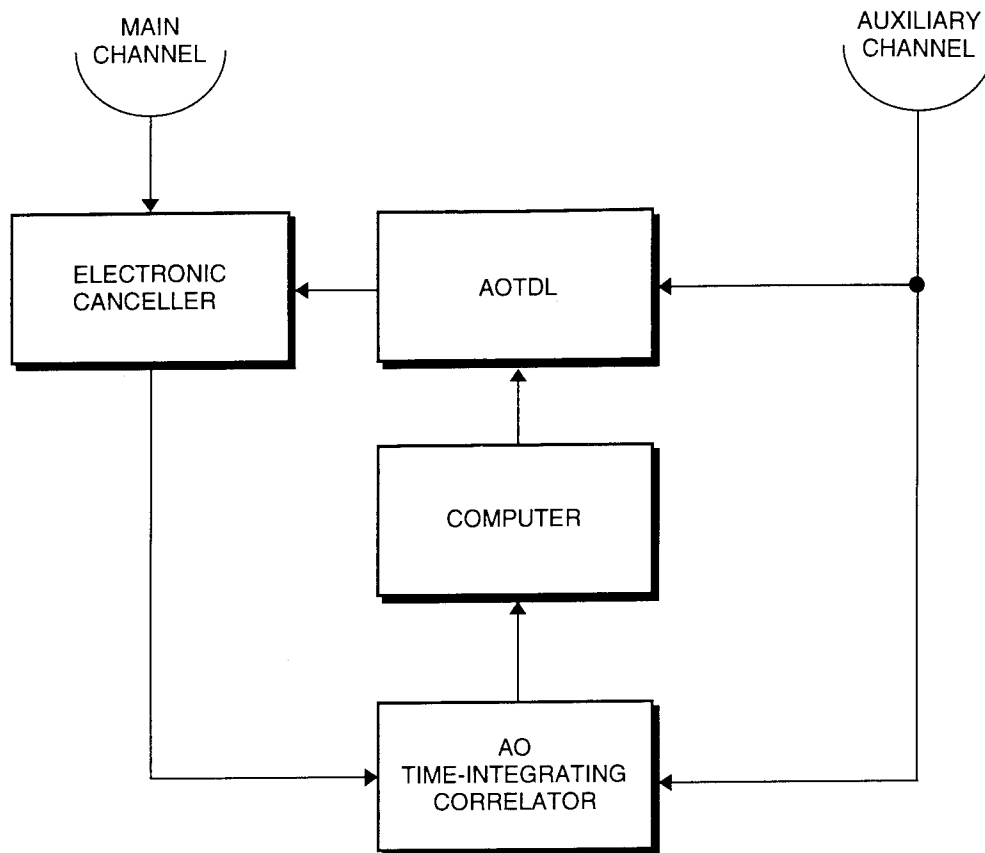 MAIN
CHANNEL
AUXILIARY
CHANNEL
ELECTRONIC
CANCELLER
AOTDL
COMPUTER
AO
TIME-INTEGRATING
CORRELATOR